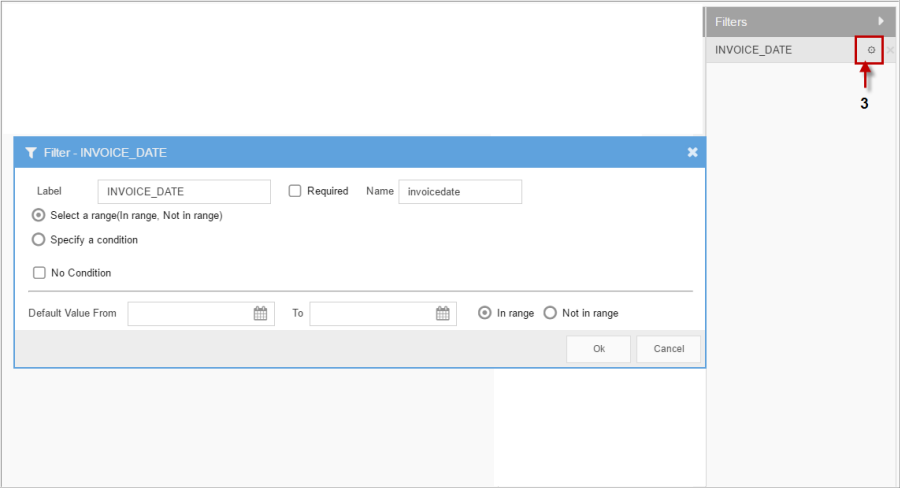 Filters
INVOICE_DATE
3
Filter - INVOICE_DATE
Label INVOICE_DATE Required Name invoicedate
Select a range(In range, Not in range)
Specify a condition
No Condition
Default Value From To In range Not in range
Ok Cancel